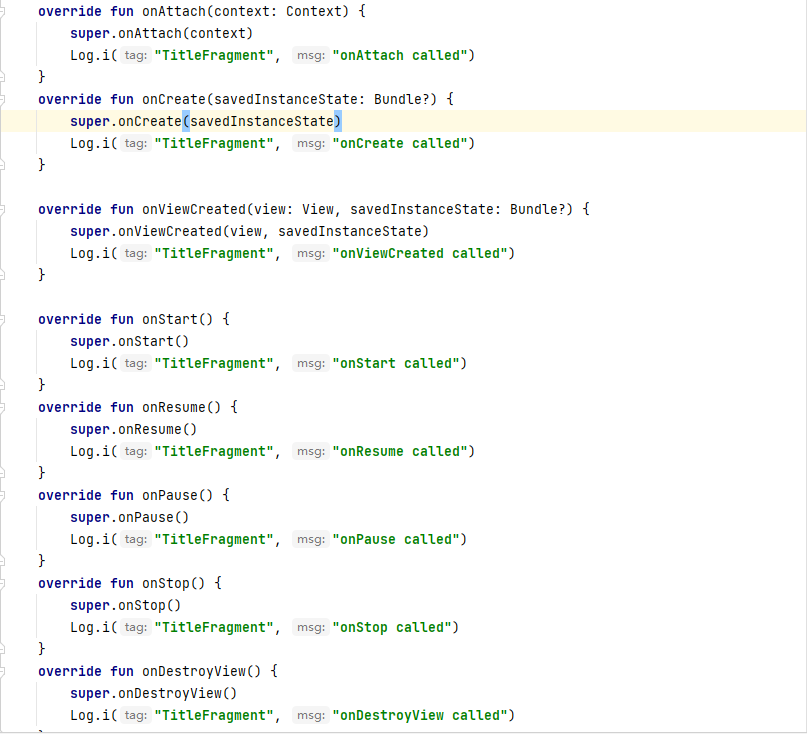 override fun onAttach(context: Context) {
super.onAttach(context)
Log.i( tag: "TitleFragment", msg: "onAttach called")
}
override fun onCreate(savedInstanceState: Bundle?) {
super.onCreate(savedInstanceState)
Log.i( tag: "TitleFragment", msg: "onCreate called")
}
override fun onViewCreated(view: View, savedInstanceState: Bundle?) {
super.onViewCreated(view, savedInstanceState)
Log.i( tag: "TitleFragment", msg: "onViewCreated called")
}
override fun onStart() {
super.onStart()
Log.i( tag: "TitleFragment", msg: "onStart called")
}
override fun onResume() {
super.onResume()
Log.i( tag: "TitleFragment", msg: "onResume called")
}
override fun onPause() {
super.onPause()
Log.i( tag: "TitleFragment", msg: "onPause called")
}
override fun onStop() {
super.onStop()
Log.i( tag: "TitleFragment", msg: "onStop called")
}
override fun onDestroyView() {
super.onDestroyView()
Log.i( tag: "TitleFragment", msg: "onDestroyView called")